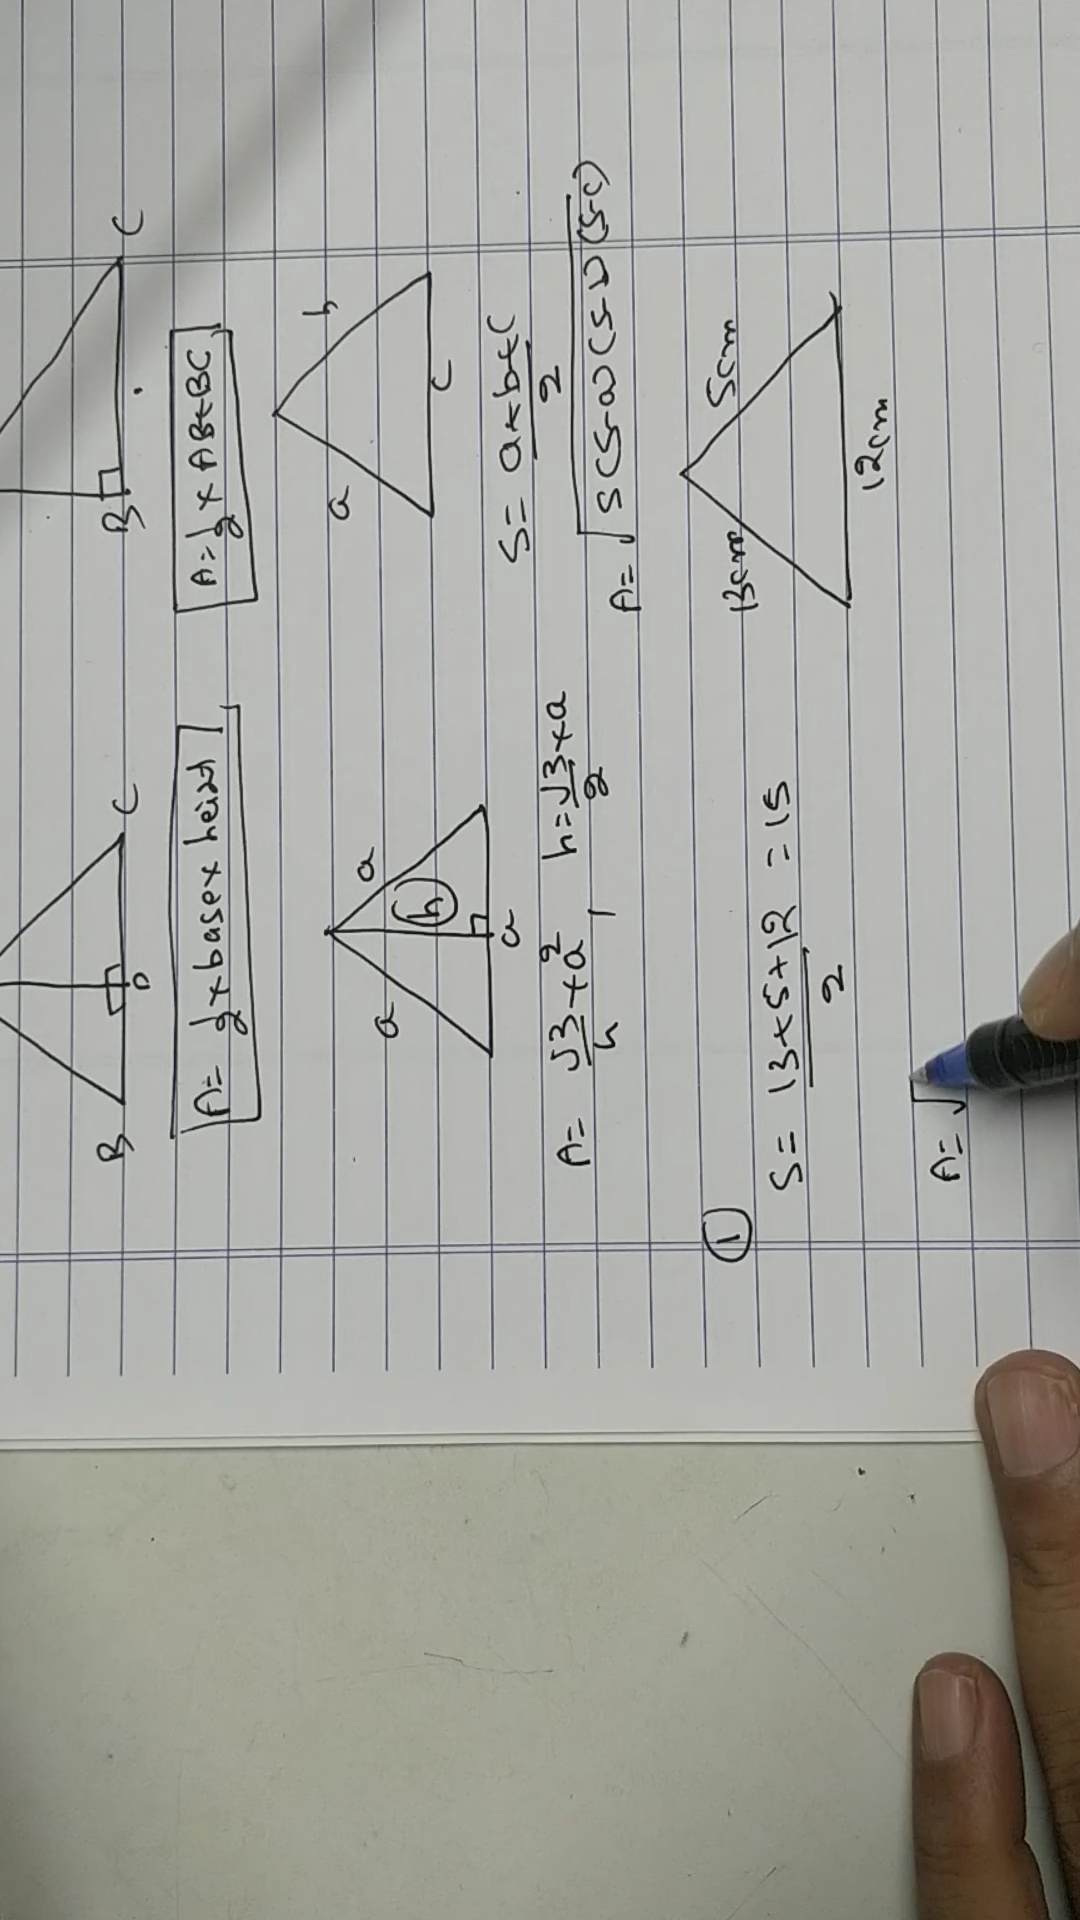 B D C
B C
A = 1/2 × base × heigt
A = 1/2 × AB × BC
a a
h
a
a b
c
S = a+b+c/2
A = √3/4 × a², h = √3/2 × a
A = √S(S-a)(S-b)(S-c)
①
13cm 5cm
12cm
S = 13+5+12/2 = 15
A = √